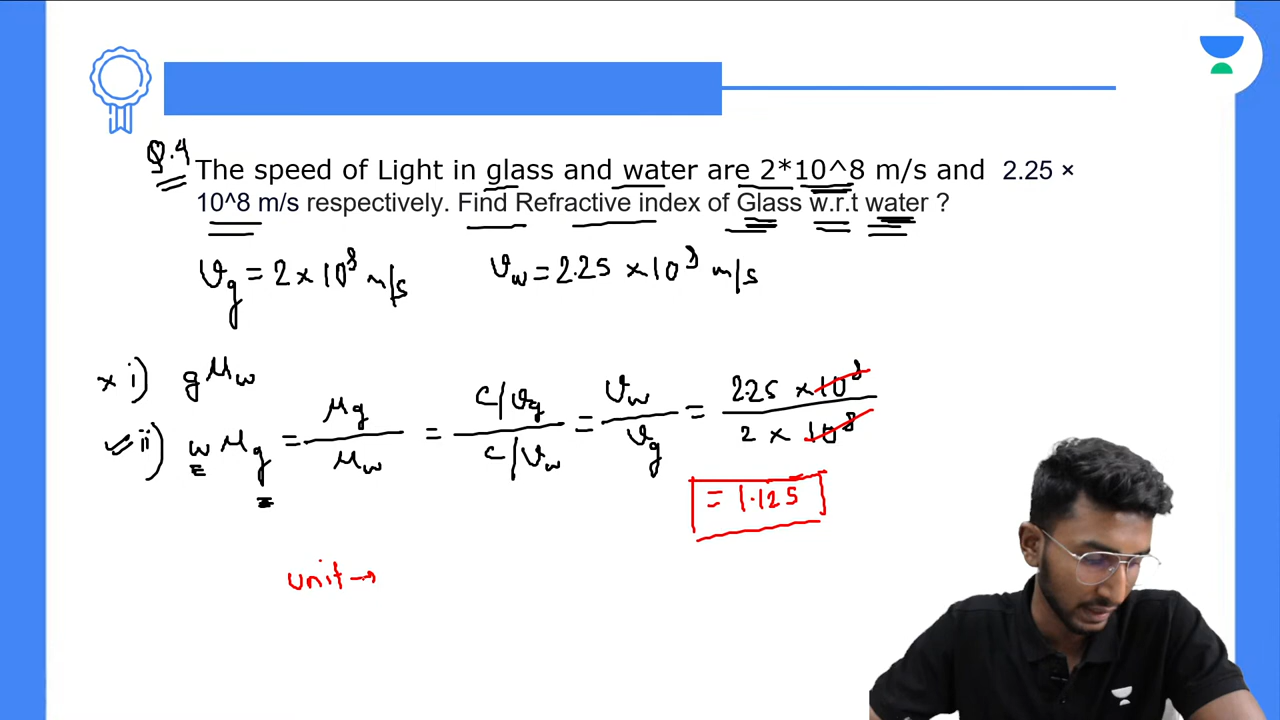 Q.4
The speed of Light in glass and water are 2*10^8 m/s and 2.25 ×
10^8 m/s respectively. Find Refractive index of Glass w.r.t water ?
v_g = 2 × 10^8 m/s v_w = 2.25 × 10^8 m/s
× i) gμw
✓ ii) wμg = μg / μw = c/vg / c/vw = vw / vg = 2.25 × 10^8 / 2 × 10^8
= 1.125
unit →